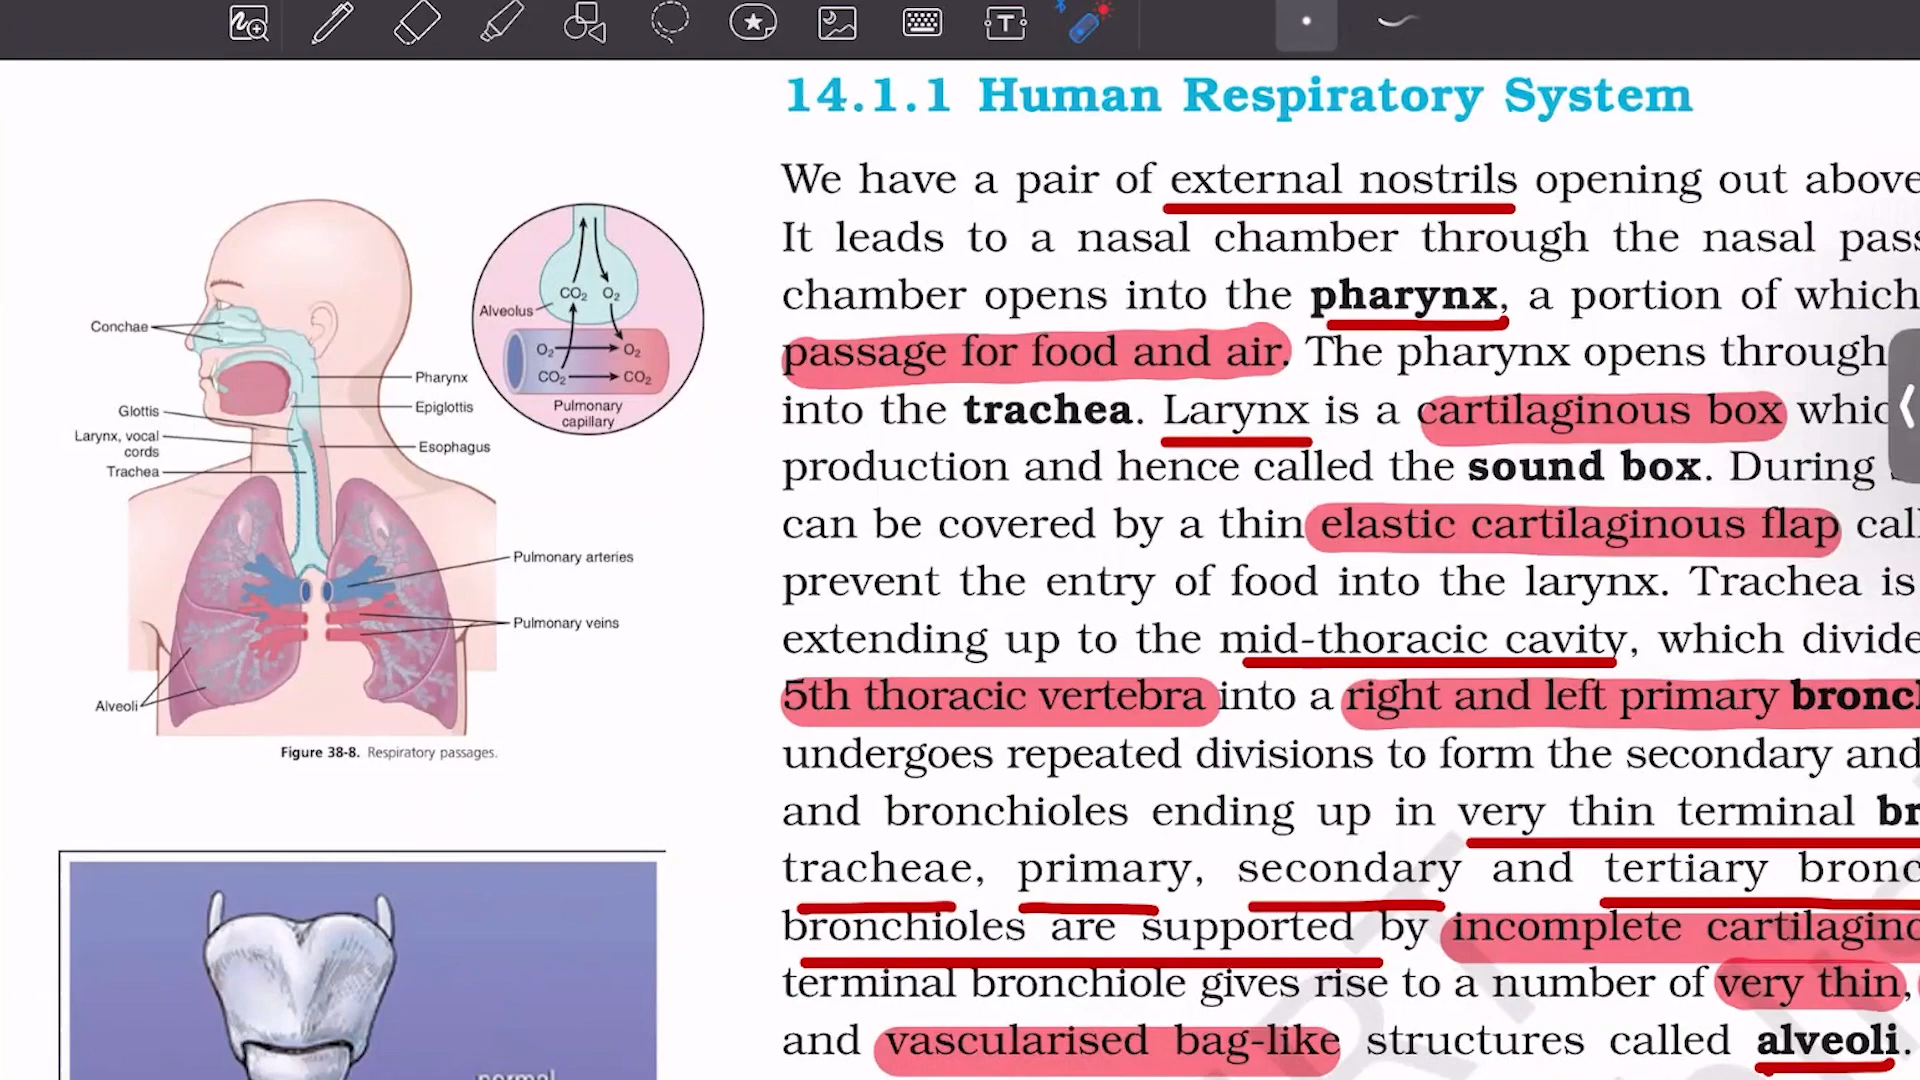 14.1.1 Human Respiratory System
We have a pair of external nostrils opening out above
It leads to a nasal chamber through the nasal pass
chamber opens into the pharynx, a portion of which
passage for food and air. The pharynx opens through
into the trachea. Larynx is a cartilaginous box whic
production and hence called the sound box. During
can be covered by a thin elastic cartilaginous flap call
prevent the entry of food into the larynx. Trachea is
extending up to the mid-thoracic cavity, which divide
5th thoracic vertebra into a right and left primary bronc
undergoes repeated divisions to form the secondary and
and bronchioles ending up in very thin terminal br
tracheae, primary, secondary and tertiary bronc
bronchioles are supported by incomplete cartilagino
terminal bronchiole gives rise to a number of very thin,
and vascularised bag-like structures called alveoli.
Conchae
Glottis
Larynx, vocal
cords
Trachea
Alveoli
Pharynx
Epiglottis
Esophagus
Pulmonary arteries
Pulmonary veins
Alveolus
CO2 O2
O2 O2
CO2 CO2
Pulmonary
capillary
Figure 38-8. Respiratory passages.
normal